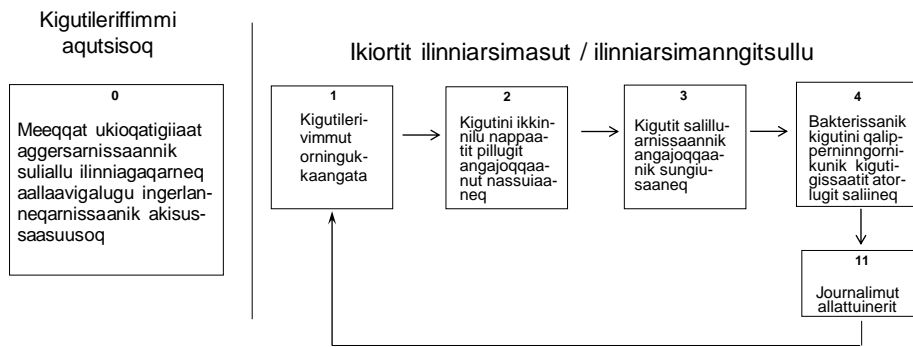 Kigutileriffimmi
aqutsisoq
Ikiortit ilinniarsimasut / ilinniarsimanngitsullu
0
Meeqqat ukioqatigiiaat
aggersarnissaannik
suliallu ilinniagaqarneq
aallaavigalugu ingerlan-
neqarnissaanik akisus-
saasuusoq
1
Kigutileri-
vimmut
orninguk-
kaangata
2
Kigutini ikkin-
nilu nappaa-
tit pillugit
angajoqqaa-
nut nassuiaa-
neq
3
Kigutit salillu-
arnissaannik
angajoqqaa-
nik sungiu-
saaneq
4
Bakterissanik
kigutini qalip-
perninngorni-
kunik kiguti-
gissaatit ator-
lugit saliineq
11
Journalimut
allattuinerit